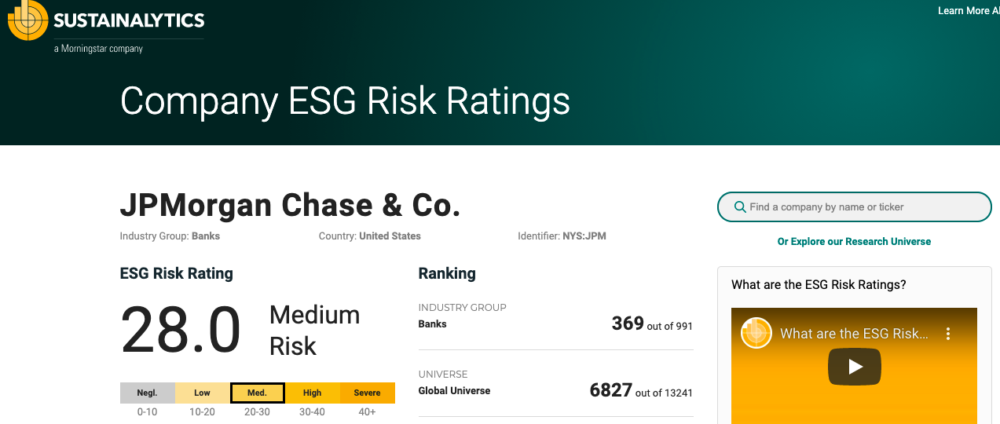 SUSTAINALYTICS
a Morningstar company
Learn More A
Company ESG Risk Ratings
JPMorgan Chase & Co.
Industry Group: Banks
Country: United States
Identifier: NYS:JPM
ESG Risk Rating
28.0
Medium
Risk
Negl.
Low
Med.
High
Severe
0-10
10-20
20-30
30-40
40+
Ranking
INDUSTRY GROUP
Banks
369 out of 991
UNIVERSE
Global Universe
6827 out of 13241
Find a company by name or ticker
Or Explore our Research Universe
What are the ESG Risk Ratings?
What are the ESG Risk...